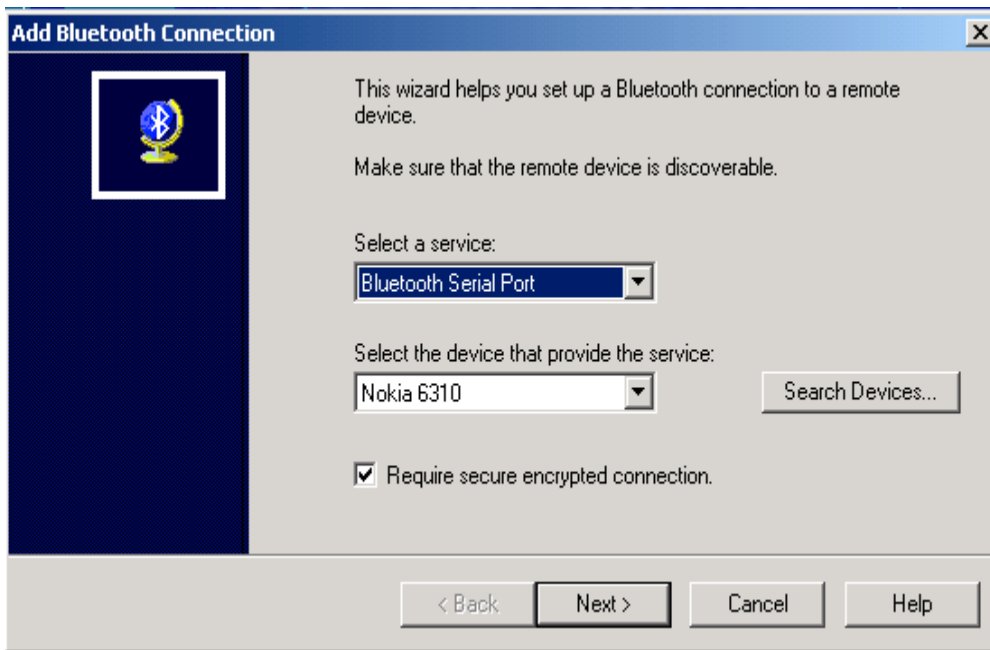 Add Bluetooth Connection
This wizard helps you set up a Bluetooth connection to a remote
device.
Make sure that the remote device is discoverable.
Select a service:
Bluetooth Serial Port
Select the device that provide the service:
Nokia 6310
Search Devices...
Require secure encrypted connection.
< Back
Next >
Cancel
Help